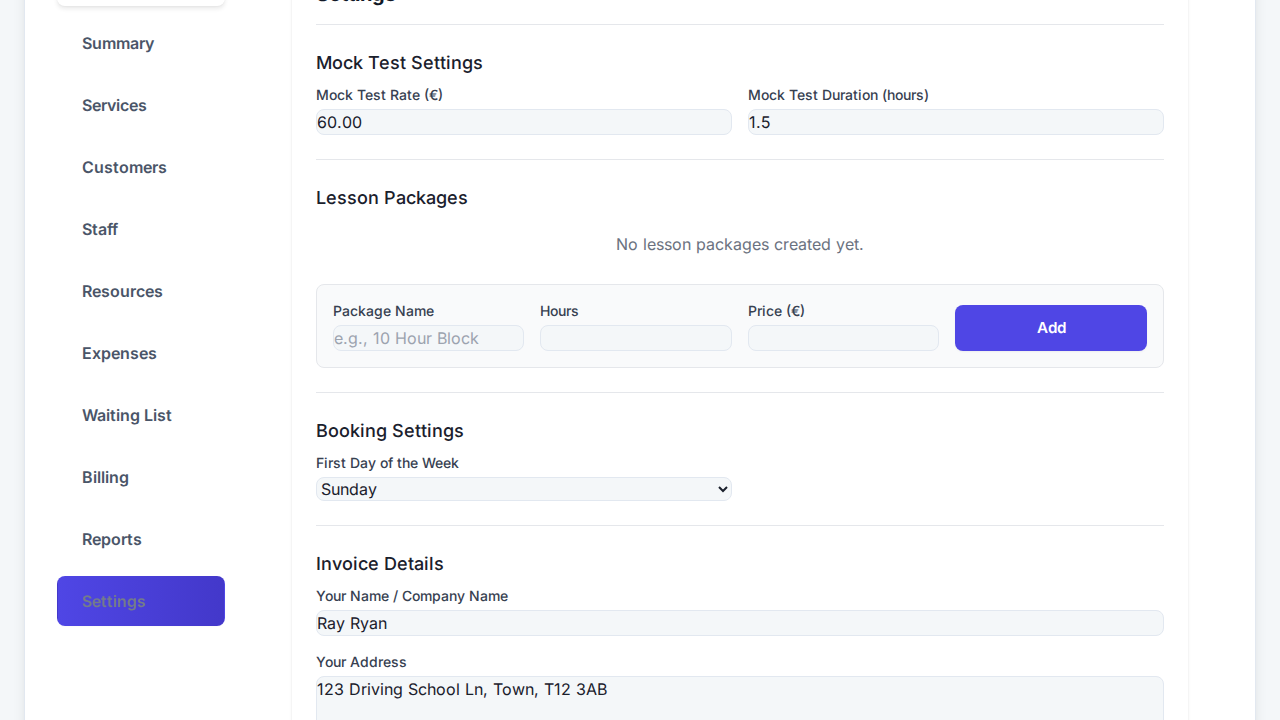 Settings
Summary
Services
Customers
Staff
Resources
Expenses
Waiting List
Billing
Reports
Settings
Mock Test Settings
Mock Test Rate (€)
Mock Test Duration (hours)
60.00
1.5
Lesson Packages
No lesson packages created yet.
Package Name
Hours
Price (€)
e.g., 10 Hour Block
Add
Booking Settings
First Day of the Week
Sunday
Invoice Details
Your Name / Company Name
Ray Ryan
Your Address
123 Driving School Ln, Town, T12 3AB